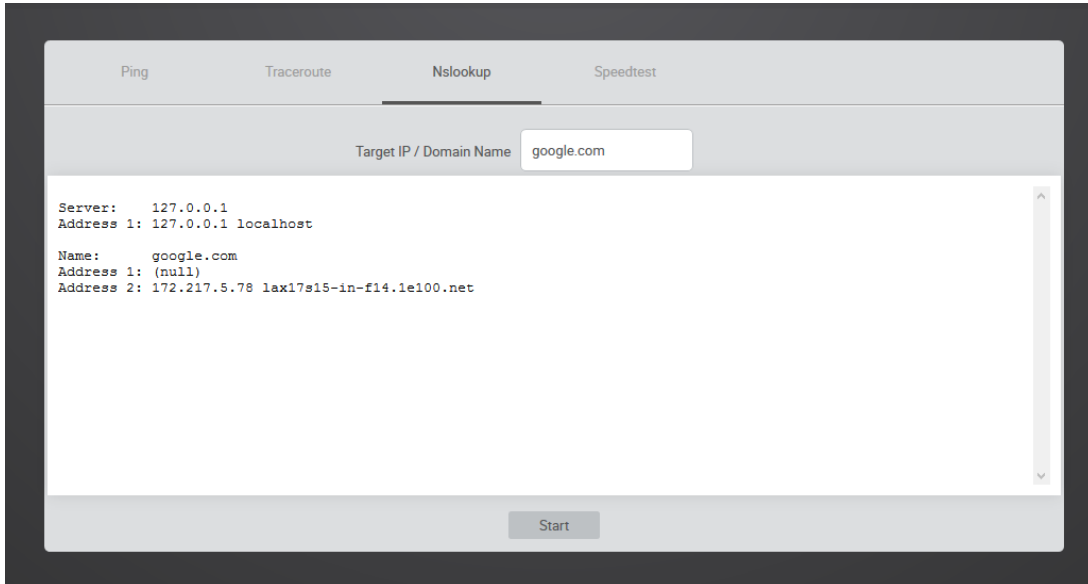 Ping Traceroute Nslookup Speedtest
Target IP / Domain Name google.com
Server:    127.0.0.1
Address 1: 127.0.0.1 localhost
Name:      google.com
Address 1: (null)
Address 2: 172.217.5.78 lax17s15-in-f14.1e100.net
Start